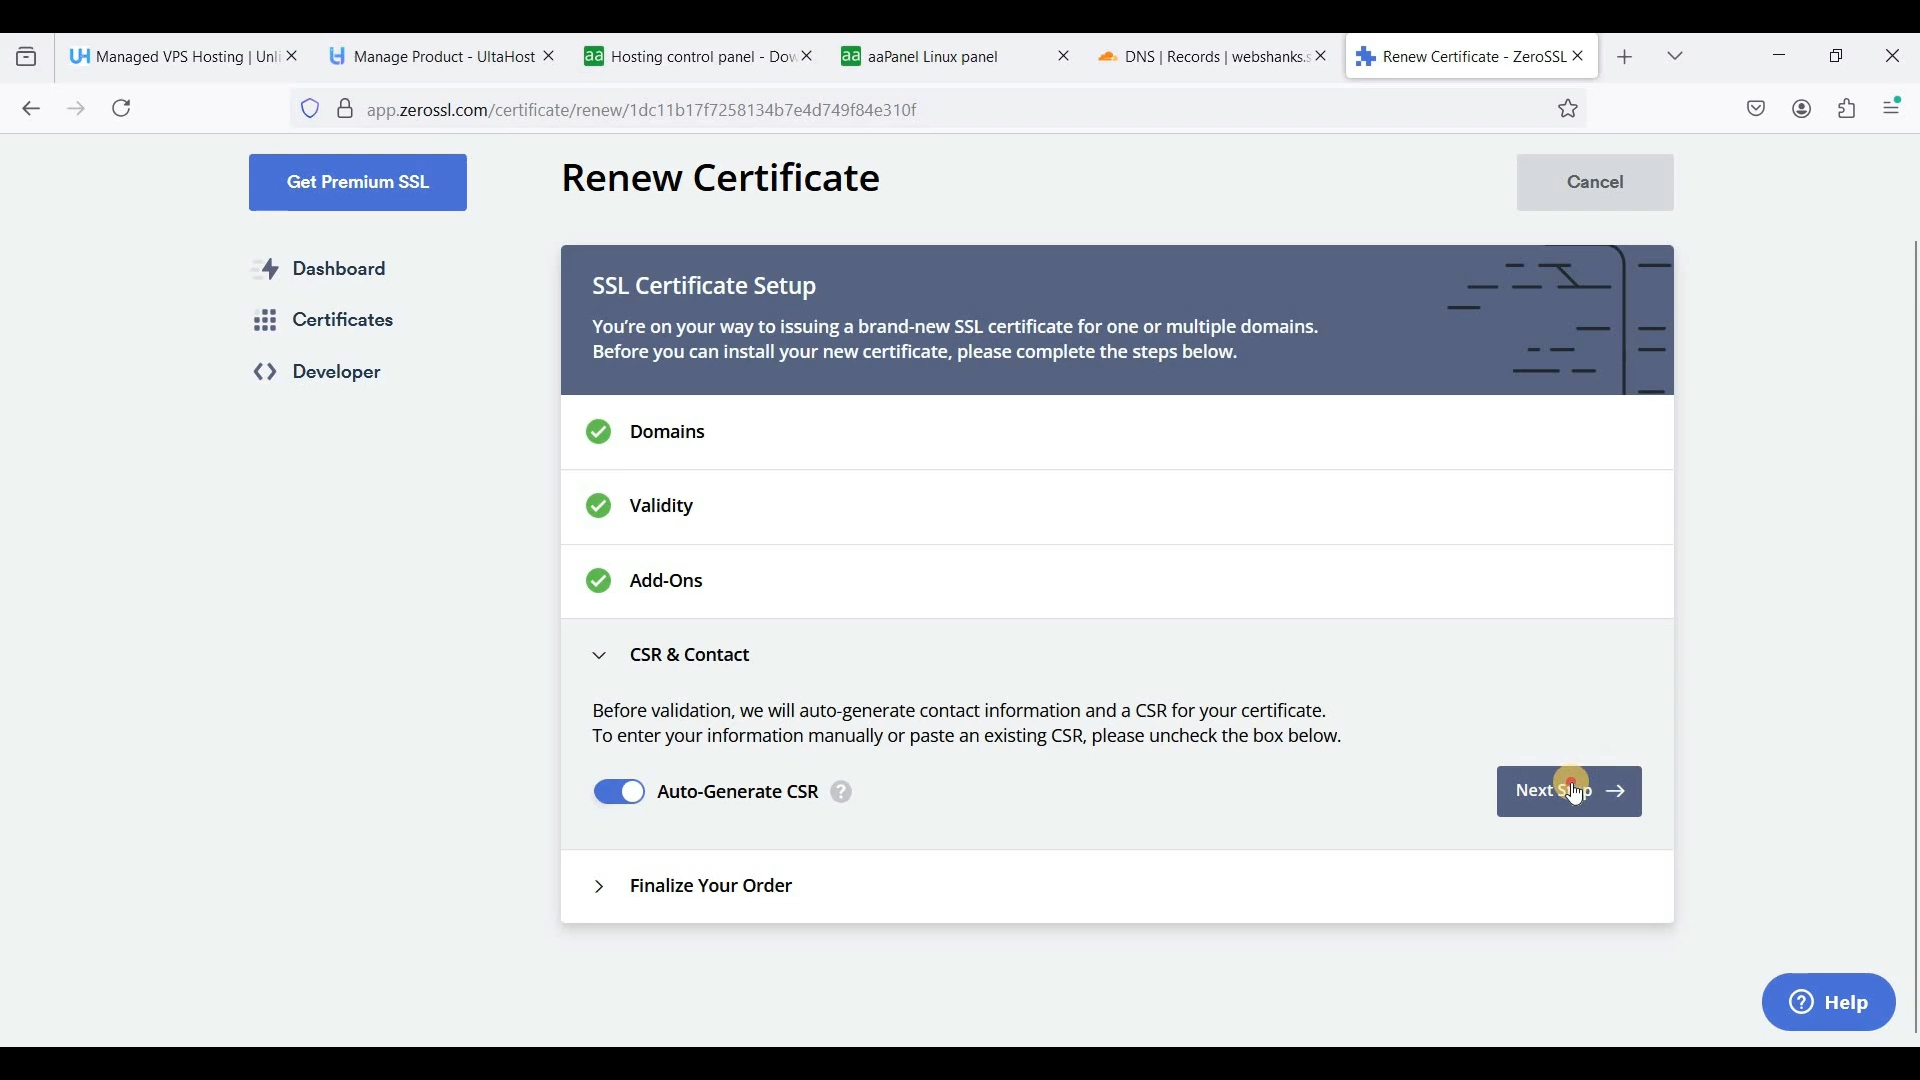 Managed VPS Hosting | Unli
Manage Product - UltaHost
Hosting control panel - Dow
aaPanel Linux panel
DNS | Records | webshanks.s
Renew Certificate - ZeroSSL
app.zerossl.com/certificate/renew/1dc11b17f7258134b7e4d749f84e310f
Get Premium SSL
Renew Certificate
Cancel
Dashboard
Certificates
Developer
SSL Certificate Setup
You're on your way to issuing a brand-new SSL certificate for one or multiple domains.
Before you can install your new certificate, please complete the steps below.
Domains
Validity
Add-Ons
CSR & Contact
Before validation, we will auto-generate contact information and a CSR for your certificate.
To enter your information manually or paste an existing CSR, please uncheck the box below.
Auto-Generate CSR ?
Next Step
Finalize Your Order
Help